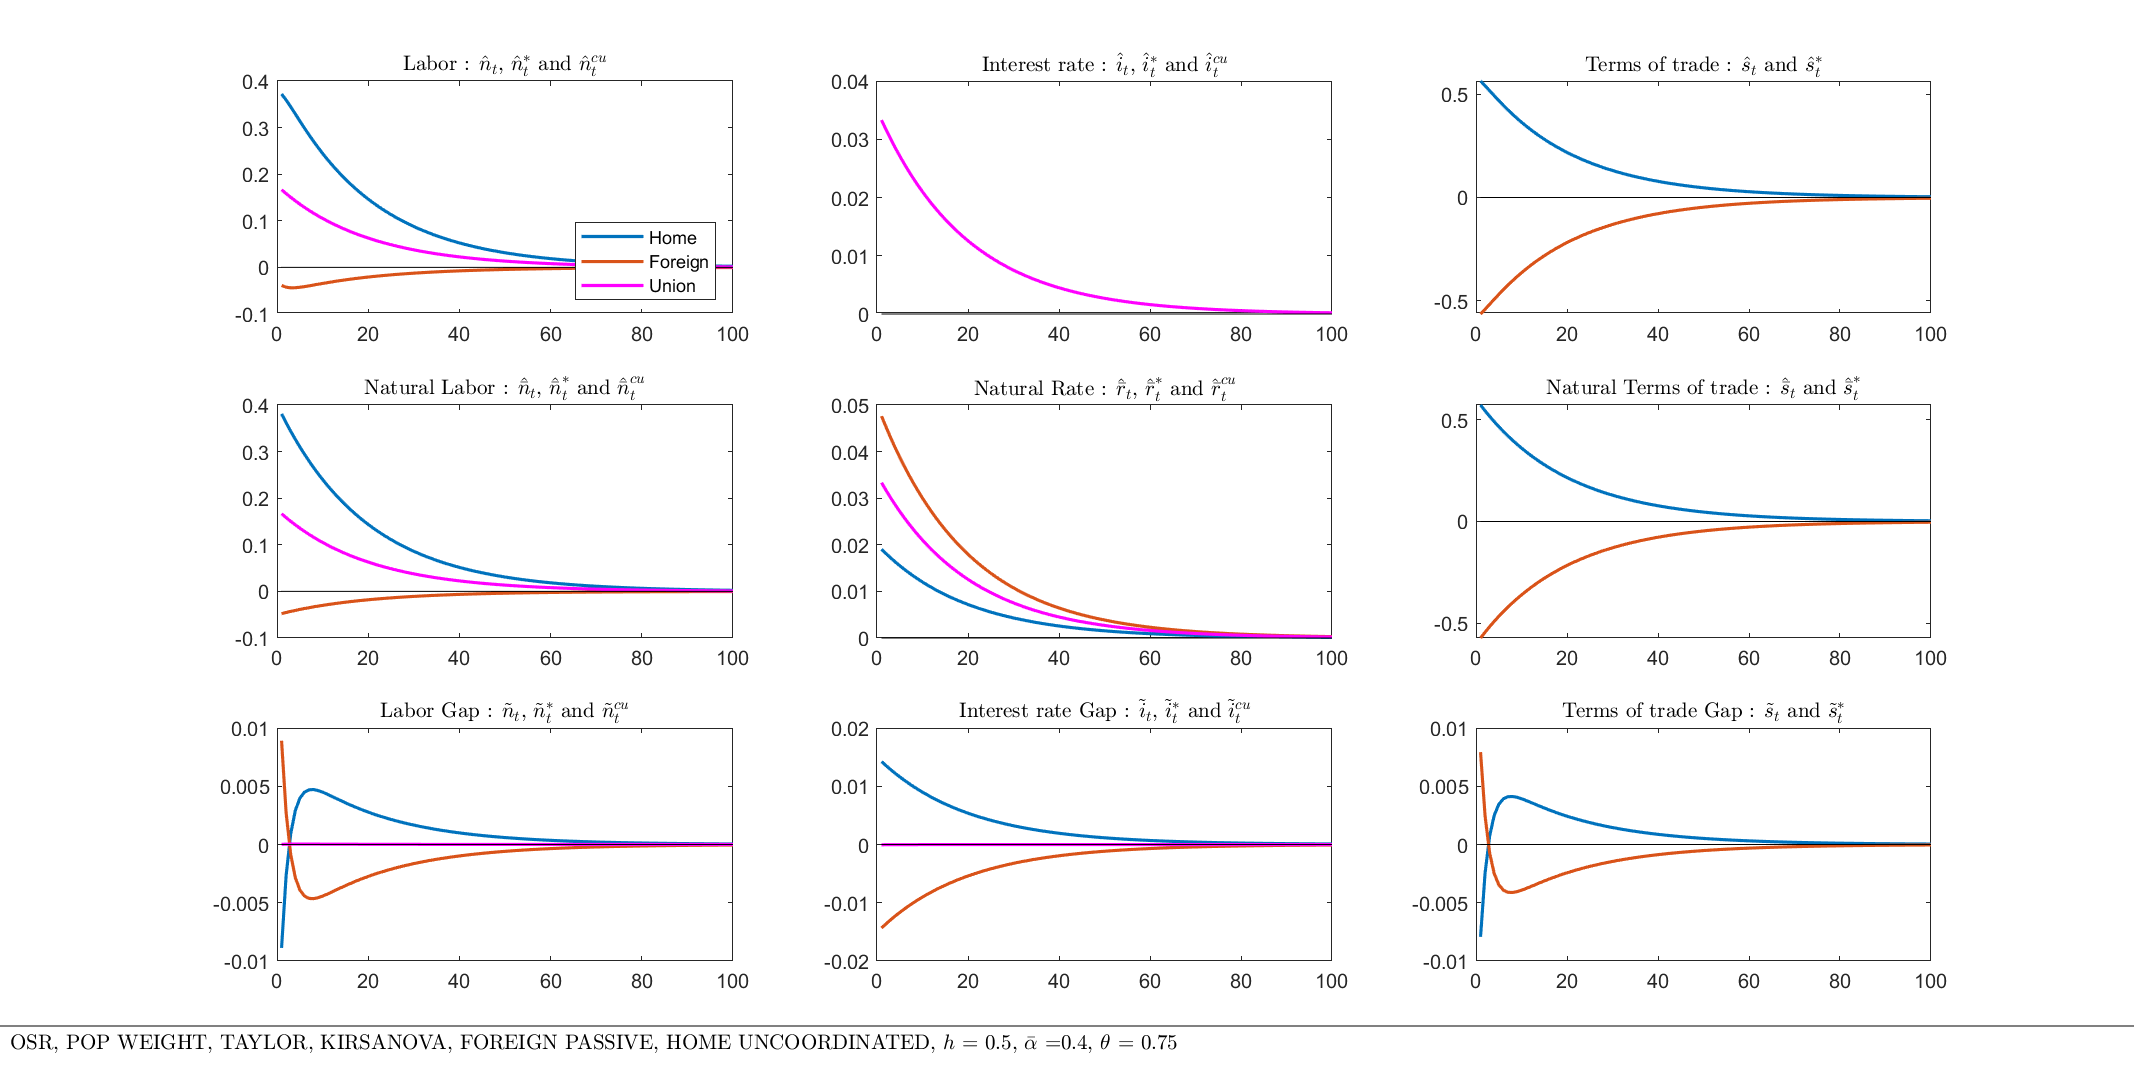 Labor : n̂ₜ, n̂ₜ* and n̂ₜᶜᵘ
0.4
0.3
0.2
0.1
0
-0.1
0 20 40 60 80 100
Home
Foreign
Union
Interest rate : îₜ, îₜ* and îₜᶜᵘ
0.04
0.03
0.02
0.01
0
0 20 40 60 80 100
Terms of trade : ŝₜ and ŝₜ*
0.5
0
-0.5
0 20 40 60 80 100
Natural Labor : n̄̂ₜ, n̄̂ₜ* and n̄̂ₜᶜᵘ
0.4
0.3
0.2
0.1
0
-0.1
0 20 40 60 80 100
Natural Rate : r̄̂ₜ, r̄̂ₜ* and r̄̂ₜᶜᵘ
0.05
0.04
0.03
0.02
0.01
0
0 20 40 60 80 100
Natural Terms of trade : s̄̂ₜ and s̄̂ₜ*
0.5
0
-0.5
0 20 40 60 80 100
Labor Gap : ñₜ, ñₜ* and ñₜᶜᵘ
0.01
0.005
0
-0.005
-0.01
0 20 40 60 80 100
Interest rate Gap : ĩₜ, ĩₜ* and ĩₜᶜᵘ
0.02
0.01
0
-0.01
-0.02
0 20 40 60 80 100
Terms of trade Gap : s̃ₜ and s̃ₜ*
0.01
0.005
0
-0.005
-0.01
0 20 40 60 80 100
OSR, POP WEIGHT, TAYLOR, KIRSANOVA, FOREIGN PASSIVE, HOME UNCOORDINATED, h = 0.5, ᾱ =0.4, θ = 0.75